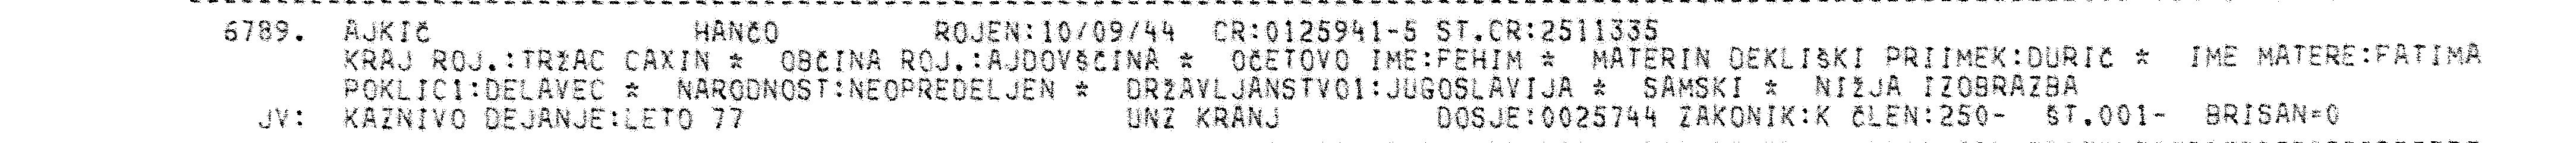 6789. AJKIČ HANČO ROJEN:10/09/44 CR:0125941-5 ST.CR:2511335
KRAJ ROJ.:TRŽAC CAXIN * OBČINA ROJ.:AJDOVŠČINA * OČETOVO IME:FEHIM * MATERIN DEKLIŠKI PRIIMEK:DURIČ * IME MATERE:FATIMA
POKLIC1:DELAVEC * NARODNOST:NEOPREDELJEN * DRŽAVLJANSTVO1:JUGOSLAVIJA * SAMSKI * NIŽJA IZOBRAZBA
JV: KAZNIVO DEJANJE:LETO 77 UNZ KRANJ DOSJE:0025744 ZAKONIK:K ČLEN:250- ŠT.001- BRISAN=0